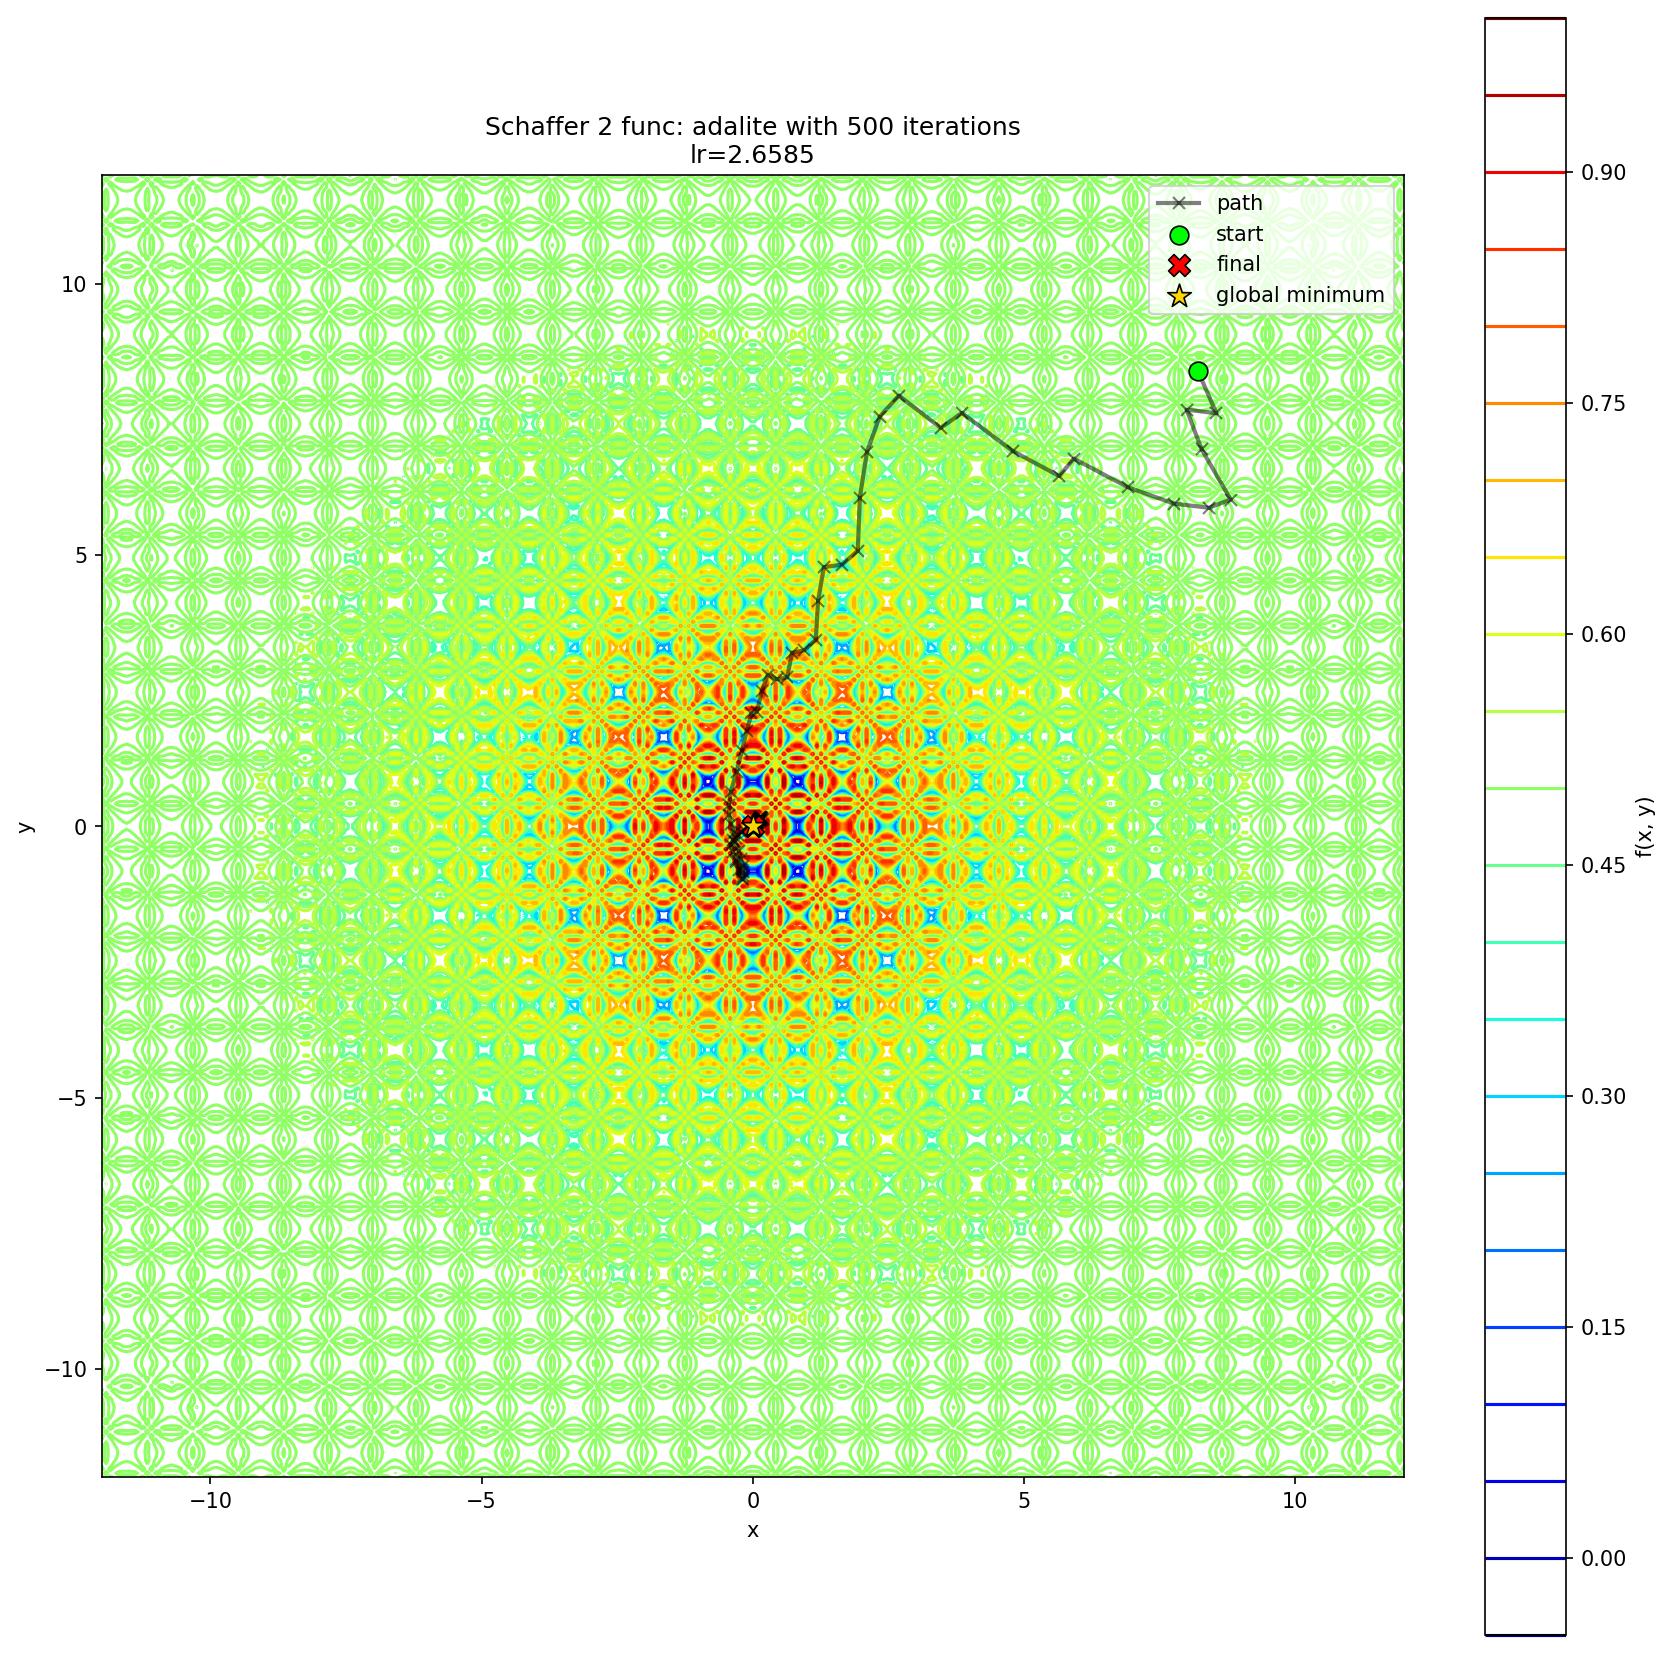 Schaffer 2 func: adalite with 500 iterations
lr=2.6585
path
start
final
global minimum
10
5
0
−5
−10
y
−10
−5
0
5
10
x
0.90
0.75
0.60
0.45
0.30
0.15
0.00
f(x, y)